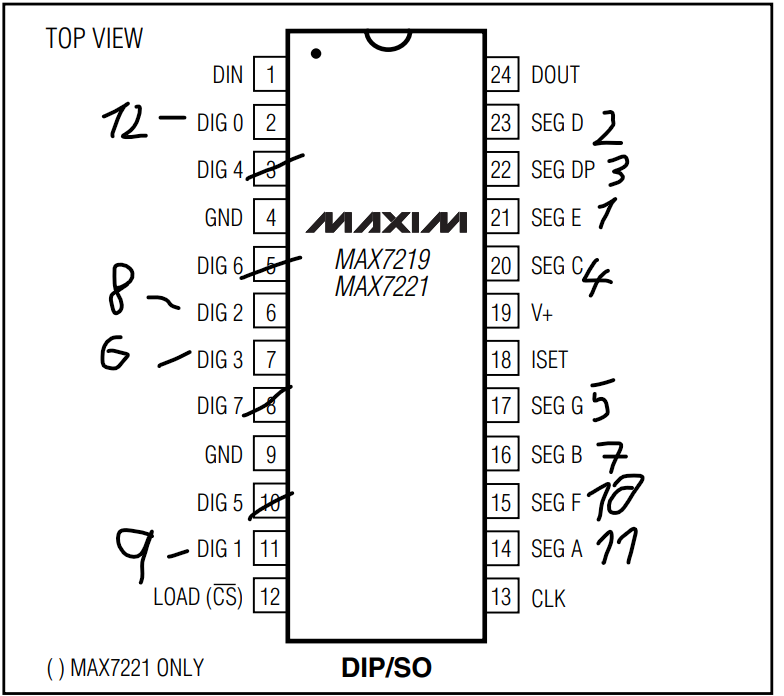 TOP VIEW
DIN 1 24 DOUT
12 DIG 0 2 23 SEG D 2
DIG 4 3 22 SEG DP 3
GND 4 21 SEG E 1
MAXIM
DIG 6 5 MAX7219 20 SEG C 4
8 DIG 2 6 MAX7221 19 V+
6 DIG 3 7 18 ISET
DIG 7 8 17 SEG G 5
GND 9 16 SEG B 7
DIG 5 10 15 SEG F 10
9 DIG 1 11 14 SEG A 11
LOAD (C̅S̅) 12 13 CLK
( ) MAX7221 ONLY DIP/SO